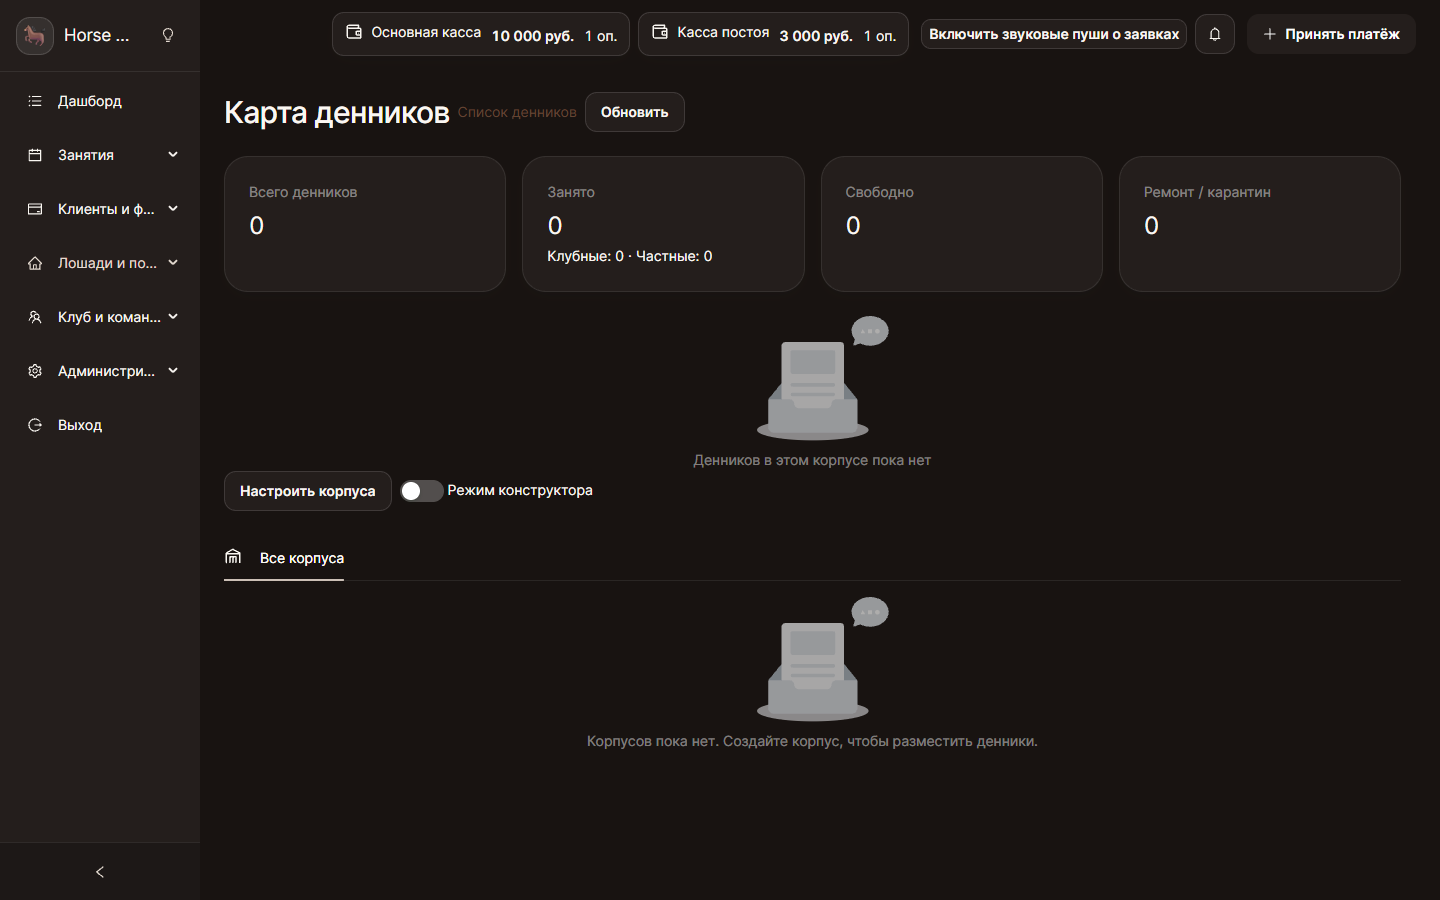 Horse ...
Основная касса 10 000 руб. 1 оп.
Касса постоя 3 000 руб. 1 оп.
Включить звуковые пуши о заявках
Принять платёж
Дашборд
Занятия
Клиенты и ф...
Лошади и по...
Клуб и коман...
Администри...
Выход
Карта денников
Список денников
Обновить
Всего денников
0
Занято
0
Клубные: 0 · Частные: 0
Свободно
0
Ремонт / карантин
0
Денников в этом корпусе пока нет
Настроить корпуса
Режим конструктора
Все корпуса
Корпусов пока нет. Создайте корпус, чтобы разместить денники.